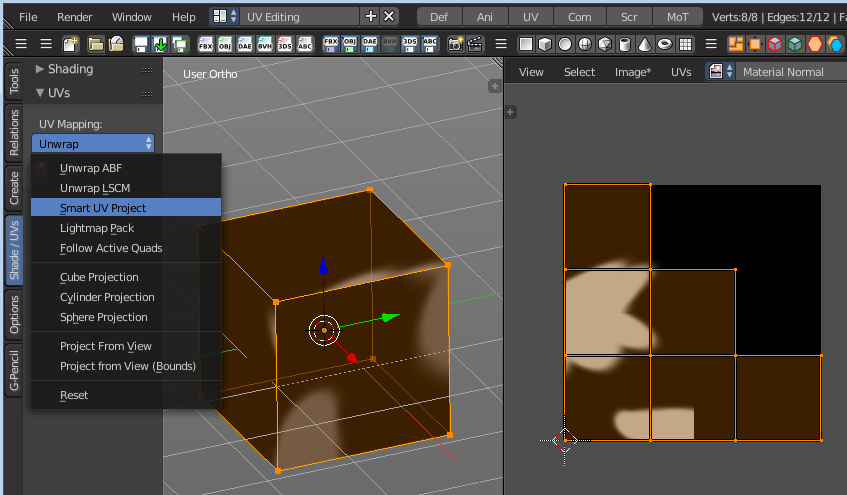 File Render Window Help UV Editing Def Ani UV Com Scr MoT Verts:8/8 | Edges:12/12 | Fa
FBX OBJ DAE BVH 3DS ABC FBX OBJ DAE BVH 3DS ABC
Tools
Relations
Create
Shade / UVs
Options
G-Pencil
Shading
UVs
UV Mapping:
Unwrap
Unwrap ABF
Unwrap LSCM
Smart UV Project
Lightmap Pack
Follow Active Quads
Cube Projection
Cylinder Projection
Sphere Projection
Project From View
Project from View (Bounds)
Reset
User Ortho
View Select Image* UVs Material Normal